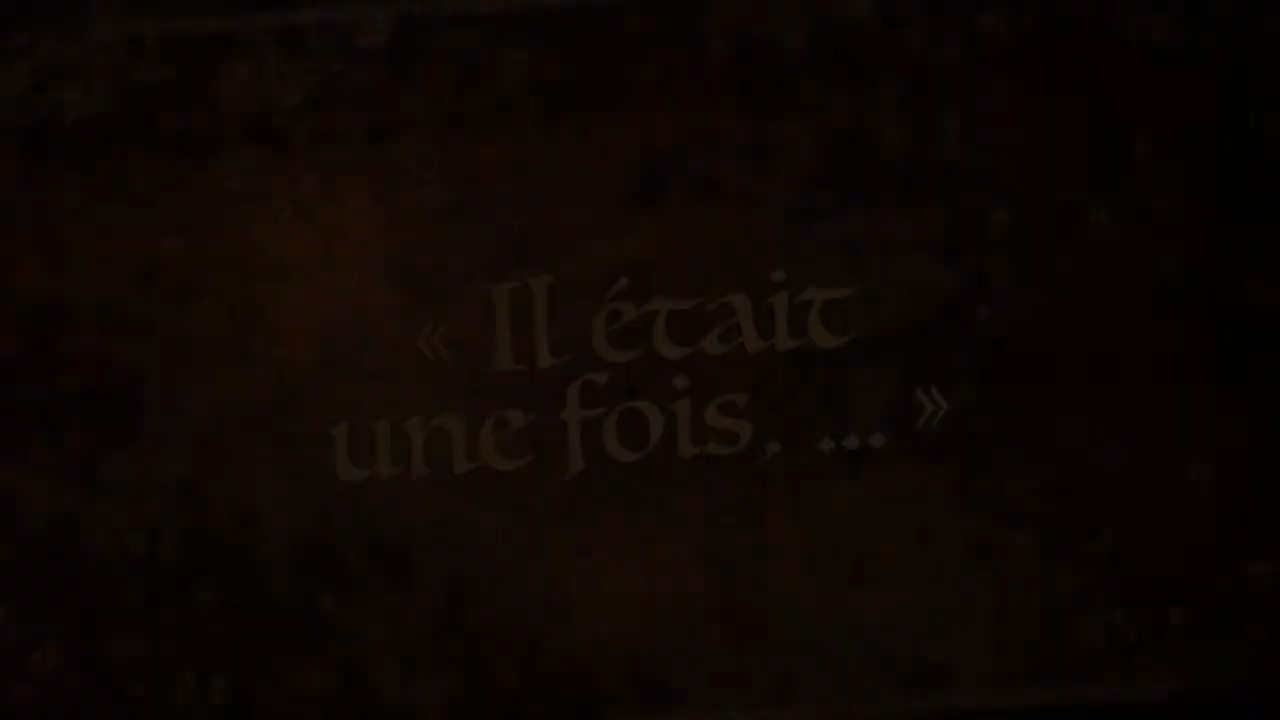 « Il était
une fois, ... »